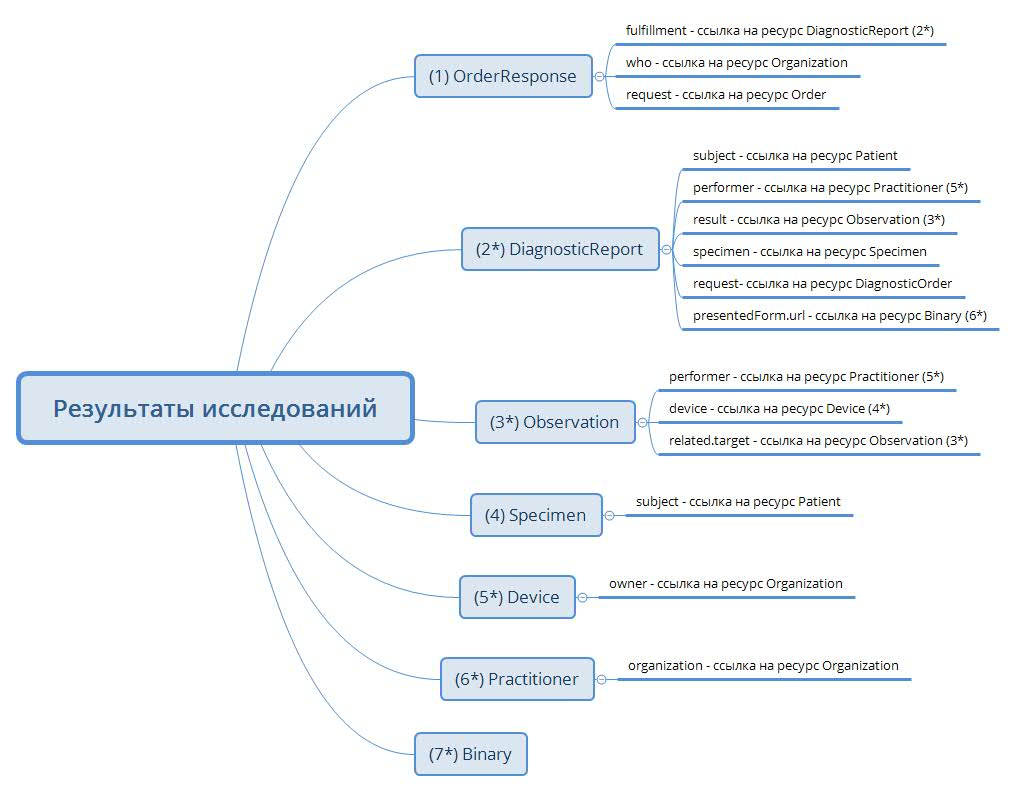 (1) OrderResponse
fulfillment - ссылка на ресурс DiagnosticReport (2*)
who - ссылка на ресурс Organization
request - ссылка на ресурс Order
(2*) DiagnosticReport
subject - ссылка на ресурс Patient
performer - ссылка на ресурс Practitioner (5*)
result - ссылка на ресурс Observation (3*)
specimen - ссылка на ресурс Specimen
request- ссылка на ресурс DiagnosticOrder
presentedForm.url - ссылка на ресурс Binary (6*)
Результаты исследований
(3*) Observation
performer - ссылка на ресурс Practitioner (5*)
device - ссылка на ресурс Device (4*)
related.target - ссылка на ресурс Observation (3*)
(4) Specimen
subject - ссылка на ресурс Patient
(5*) Device
owner - ссылка на ресурс Organization
(6*) Practitioner
organization - ссылка на ресурс Organization
(7*) Binary